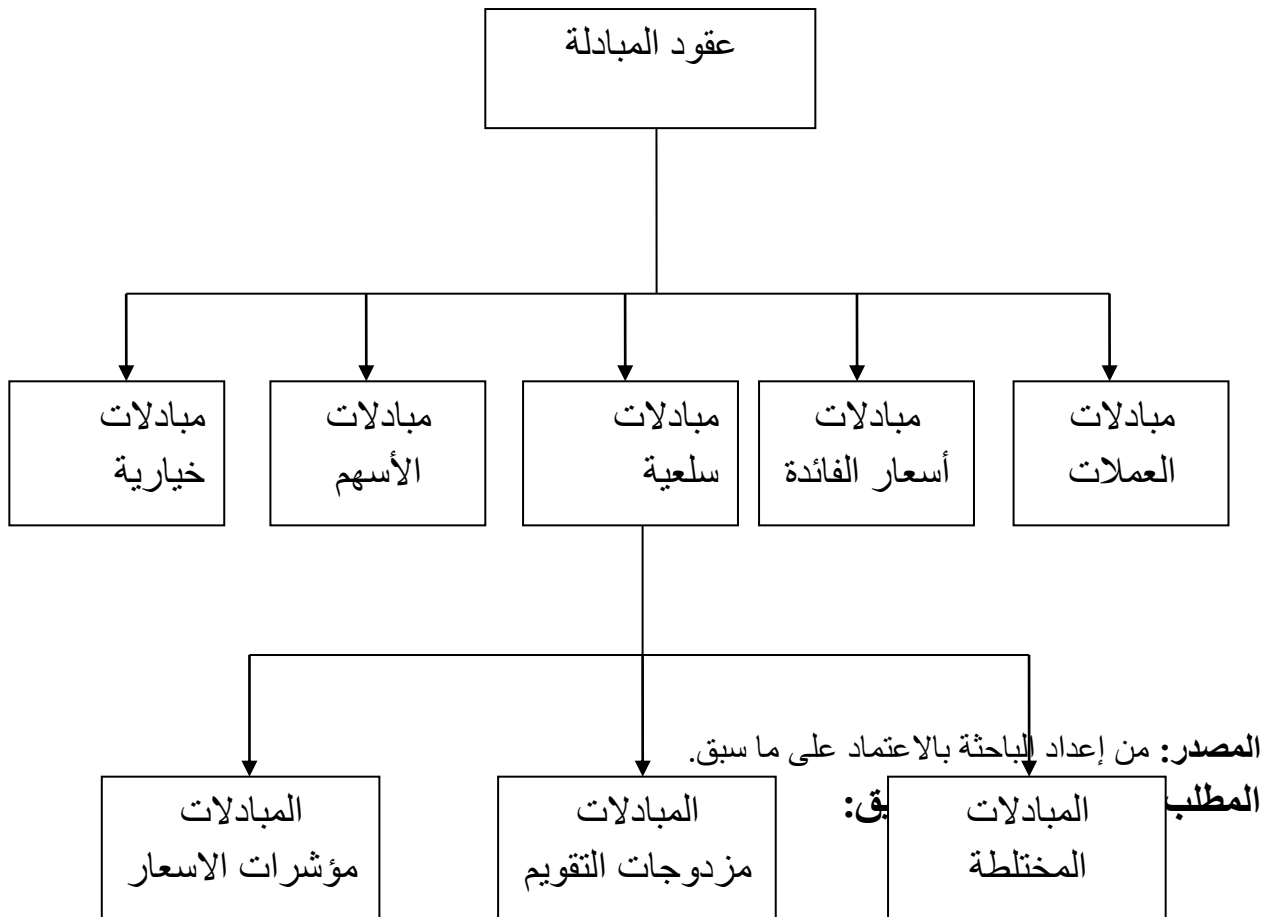 عقود المبادلة
مبادلات
العملات
مبادلات
أسعار الفائدة
مبادلات
سلعية
مبادلات
الأسهم
مبادلات
خيارية
المصدر: من إعداد الباحثة بالاعتماد على ما سبق.
المطلب
المبادلات
المختلطة
المبادلات
مزدوجات التقويم
المبادلات
مؤشرات الاسعار